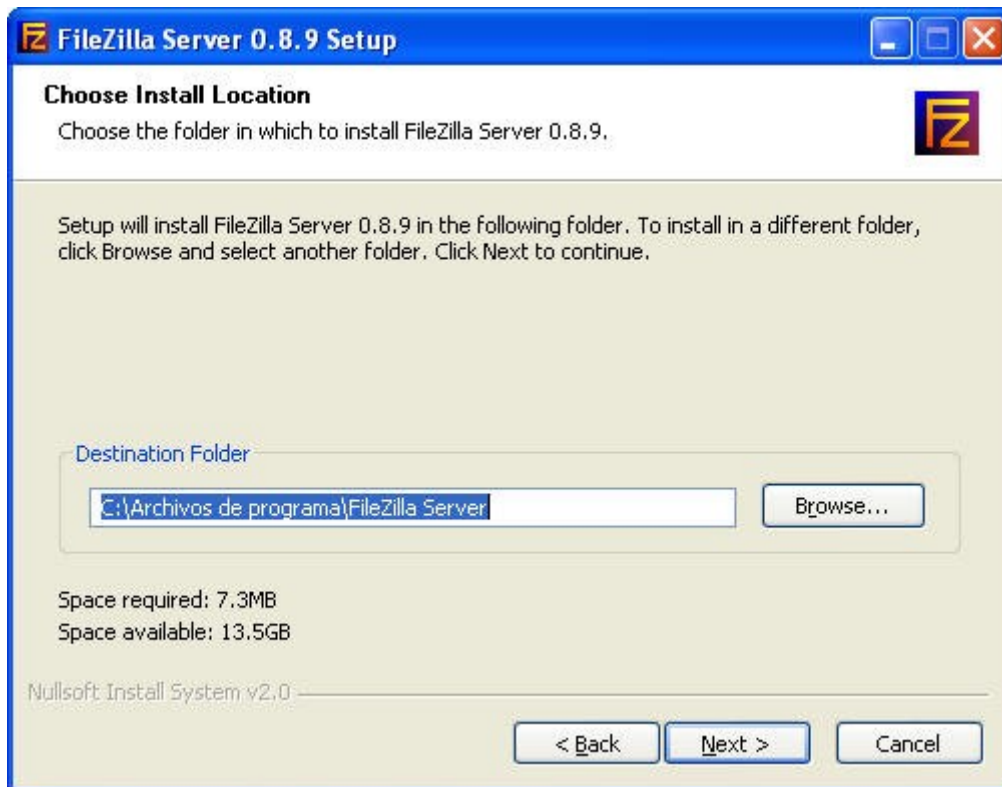 FileZilla Server 0.8.9 Setup
Choose Install Location
Choose the folder in which to install FileZilla Server 0.8.9.
Setup will install FileZilla Server 0.8.9 in the following folder. To install in a different folder,
click Browse and select another folder. Click Next to continue.
Destination Folder
C:\Archivos de programa\FileZilla Server
Browse...
Space required: 7.3MB
Space available: 13.5GB
Nullsoft Install System v2.0
< Back
Next >
Cancel